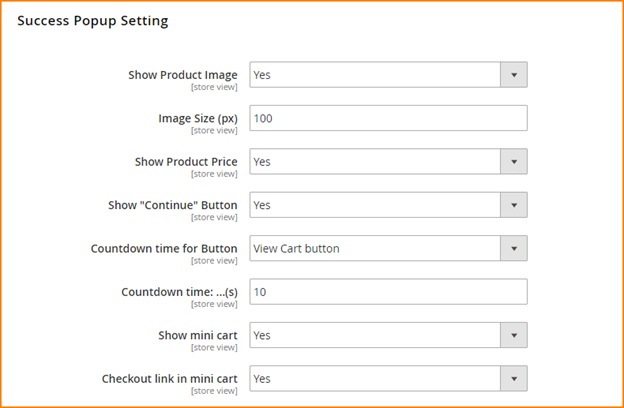 Success Popup Setting
Show Product Image Yes
[store view]
Image Size (px) 100
[store view]
Show Product Price Yes
[store view]
Show "Continue" Button Yes
[store view]
Countdown time for Button View Cart button
[store view]
Countdown time: ...(s) 10
[store view]
Show mini cart Yes
[store view]
Checkout link in mini cart Yes
[store view]